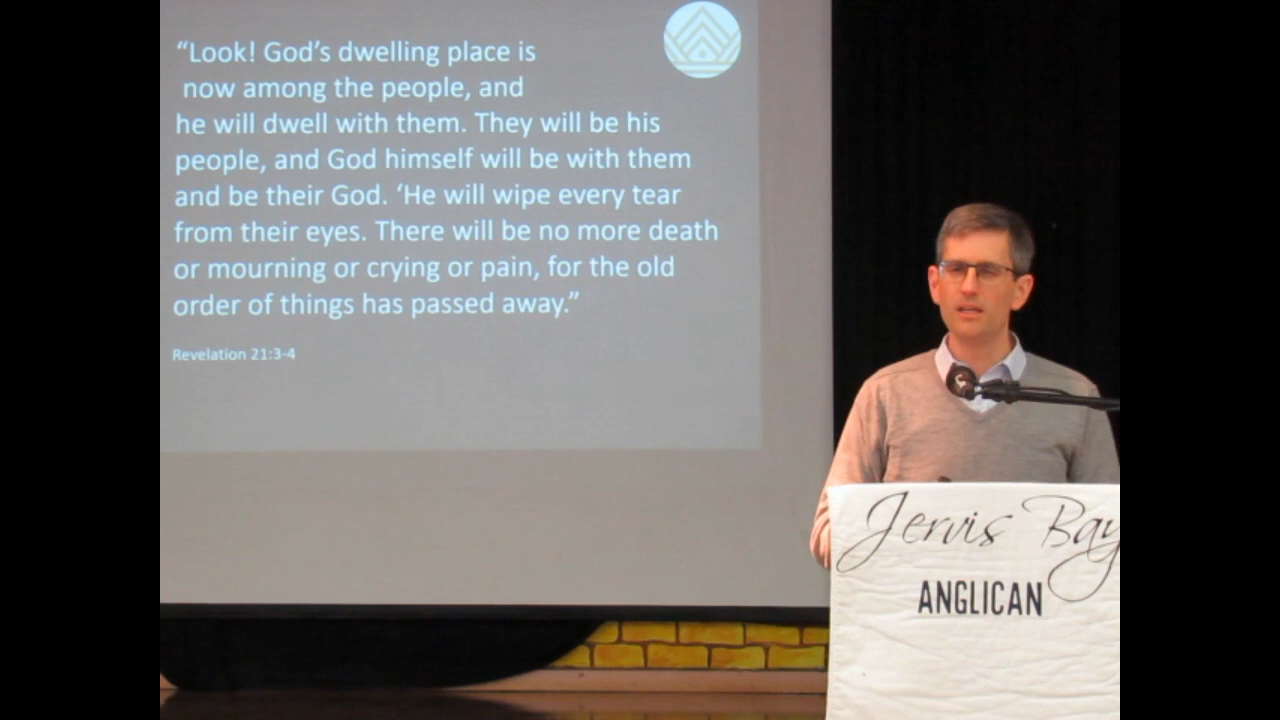 “Look! God’s dwelling place is
now among the people, and
he will dwell with them. They will be his
people, and God himself will be with them
and be their God. ‘He will wipe every tear
from their eyes. There will be no more death
or mourning or crying or pain, for the old
order of things has passed away.”
Revelation 21:3-4
Jervis Bay
ANGLICAN